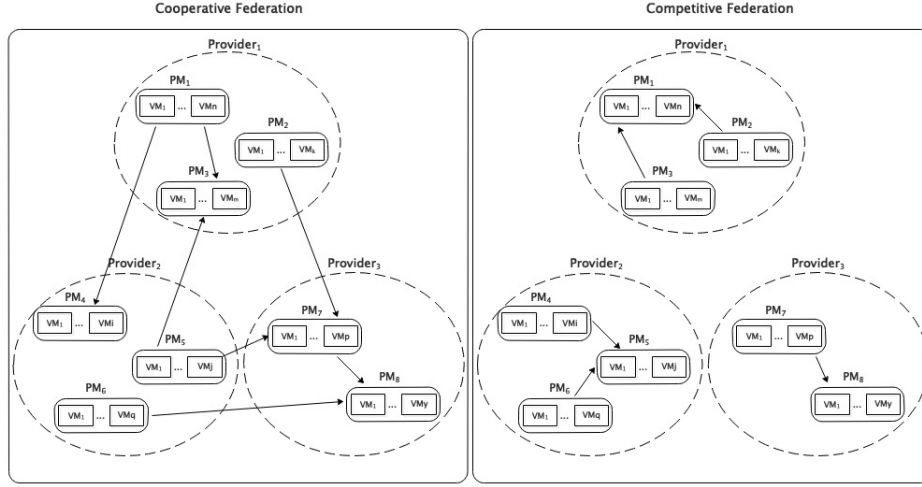 Cooperative Federation
Provider₁
PM₁
VM₁ ... VMn
PM₂
VM₁ ... VMₖ
PM₃
VM₁ ... VMₘ
Provider₂
PM₄
VM₁ ... VMi
PM₅
VM₁ ... VMj
PM₆
VM₁ ... VMq
Provider₃
PM₇
VM₁ ... VMp
PM₈
VM₁ ... VMy
Competitive Federation
Provider₁
PM₁
VM₁ ... VMn
PM₂
VM₁ ... VMₖ
PM₃
VM₁ ... VMₘ
Provider₂
PM₄
VM₁ ... VMi
PM₅
VM₁ ... VMj
PM₆
VM₁ ... VMq
Provider₃
PM₇
VM₁ ... VMp
PM₈
VM₁ ... VMy